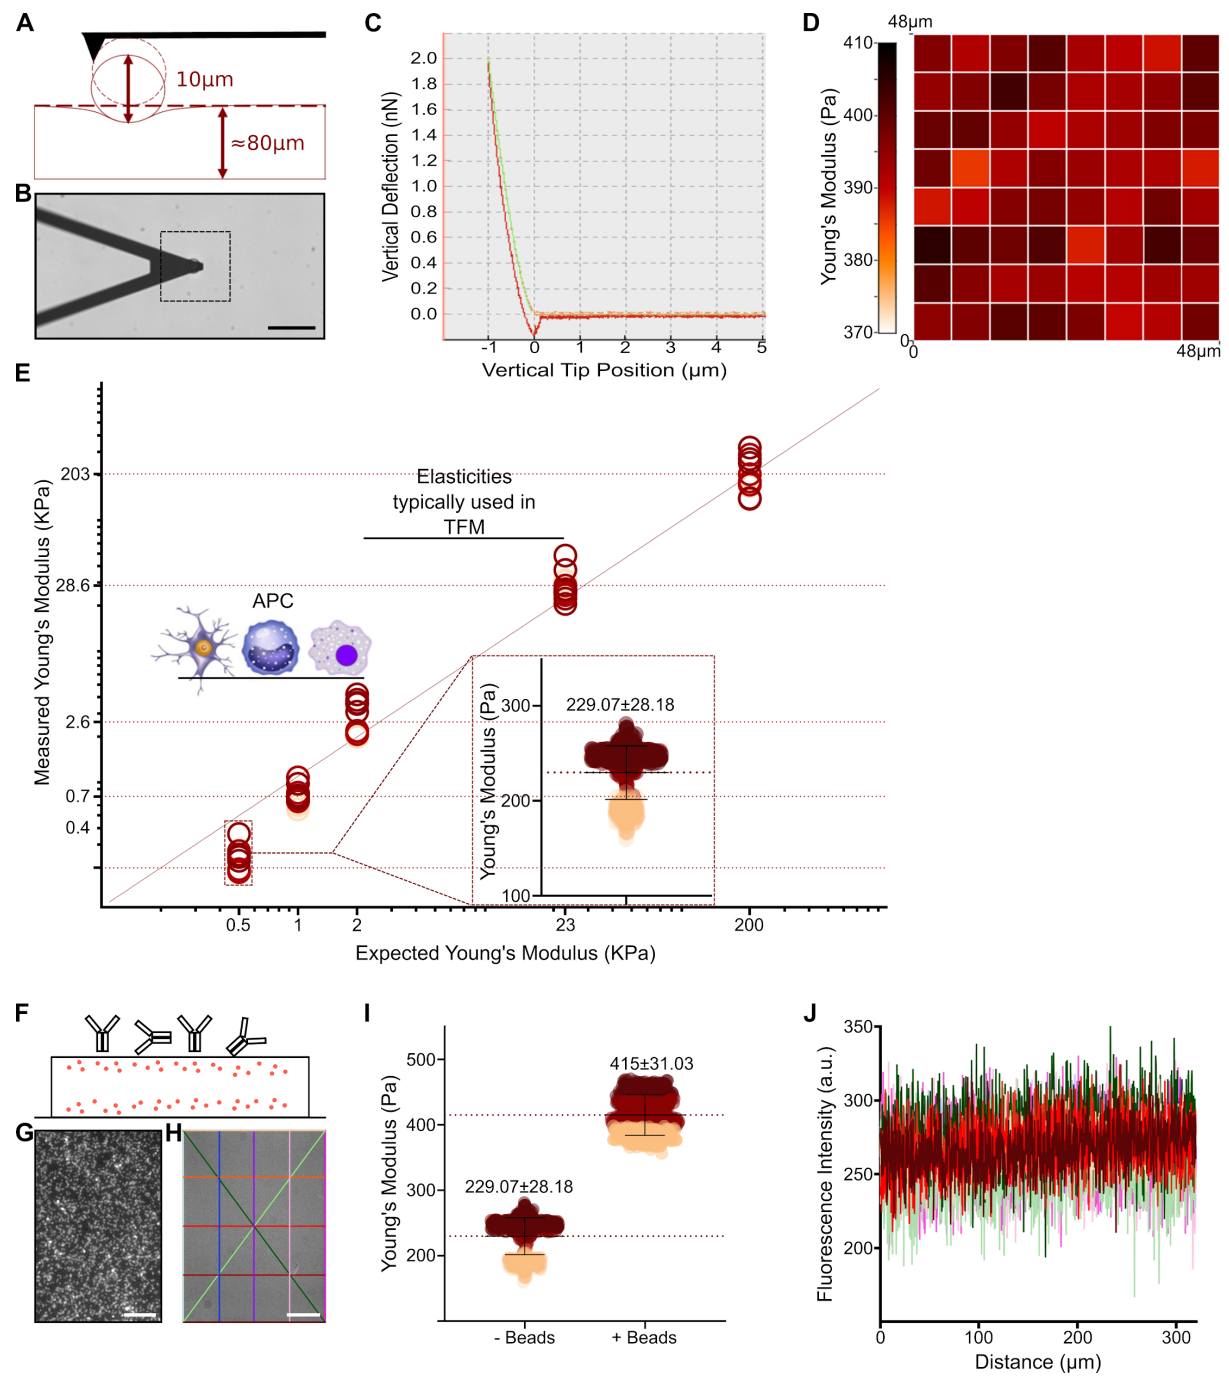 A
10μm
≈80μm
B
C
Vertical Deflection (nN)
2.0
1.8
1.6
1.4
1.2
1.0
0.8
0.6
0.4
0.2
0.0
-1 0 1 2 3 4 5
Vertical Tip Position (μm)
D
48μm
Young's Modulus (Pa)
410
400
390
380
370
0
0
48μm
E
Measured Young's Modulus (KPa)
203
28.6
2.6
0.7
0.4
Elasticities
typically used in
TFM
APC
Young's Modulus (Pa)
300
200
100
229.07±28.18
0.5 1 2 23 200
Expected Young's Modulus (KPa)
F
G
H
I
Young's Modulus (Pa)
500
400
300
200
415±31.03
229.07±28.18
- Beads + Beads
J
Fluorescence Intensity (a.u.)
350
300
250
200
0 100 200 300
Distance (μm)